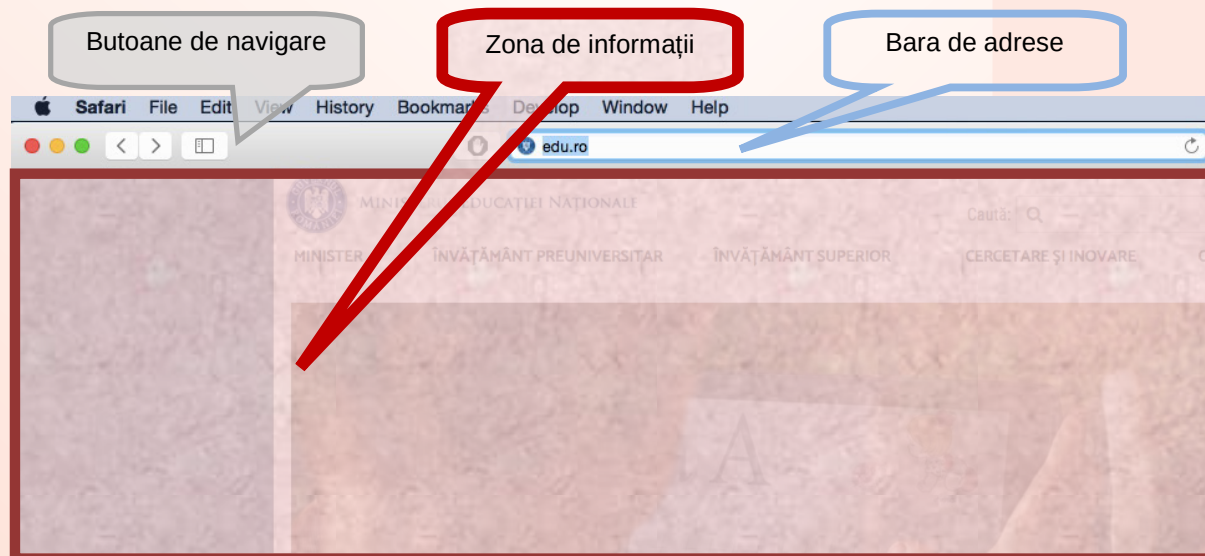 Butoane de navigare
Zona de informații
Bara de adrese
Safari File Edit View History Bookmarks Develop Window Help
edu.ro
MINISTERUL EDUCAȚIEI NAȚIONALE
Caută:
MINISTER ÎNVĂȚĂMÂNT PREUNIVERSITAR ÎNVĂȚĂMÂNT SUPERIOR CERCETARE ȘI INOVARE
A